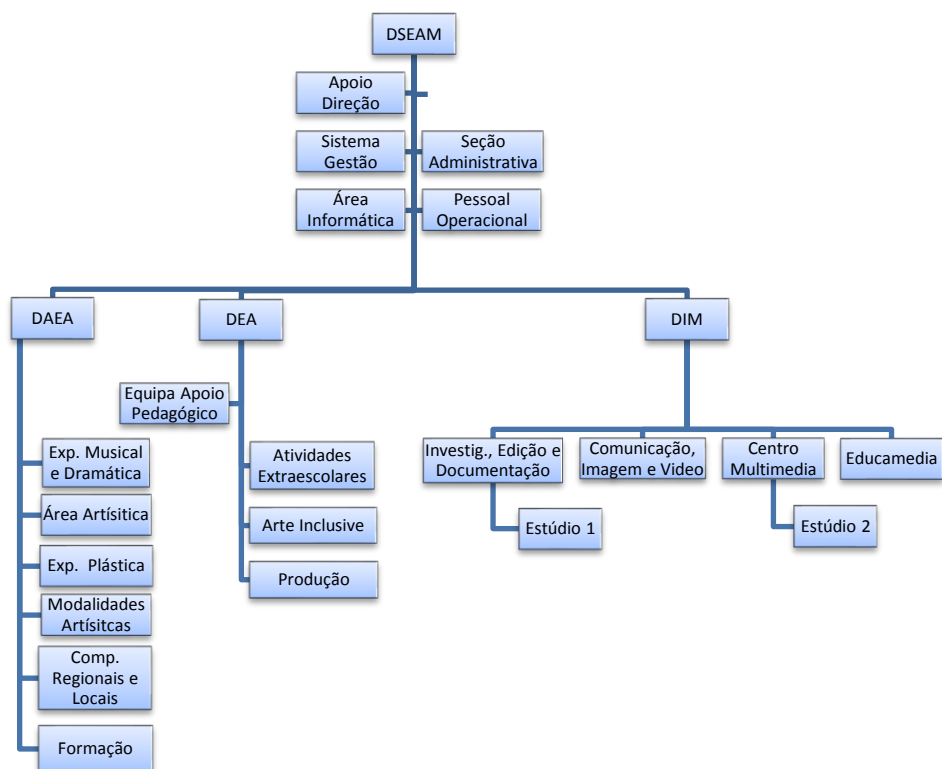 DSEAM
Apoio
Direção
Sistema
Gestão
Seção
Administrativa
Área
Informática
Pessoal
Operacional
DAEA
DEA
DIM
Equipa Apoio
Pedagógico
Exp. Musical
e Dramática
Área Artísitica
Exp. Plástica
Modalidades
Artísitcas
Comp.
Regionais e
Locais
Formação
Atividades
Extraescolares
Arte Inclusive
Produção
Investig., Edição e
Documentação
Comunicação,
Imagem e Video
Centro
Multimedia
Educamedia
Estúdio 1
Estúdio 2